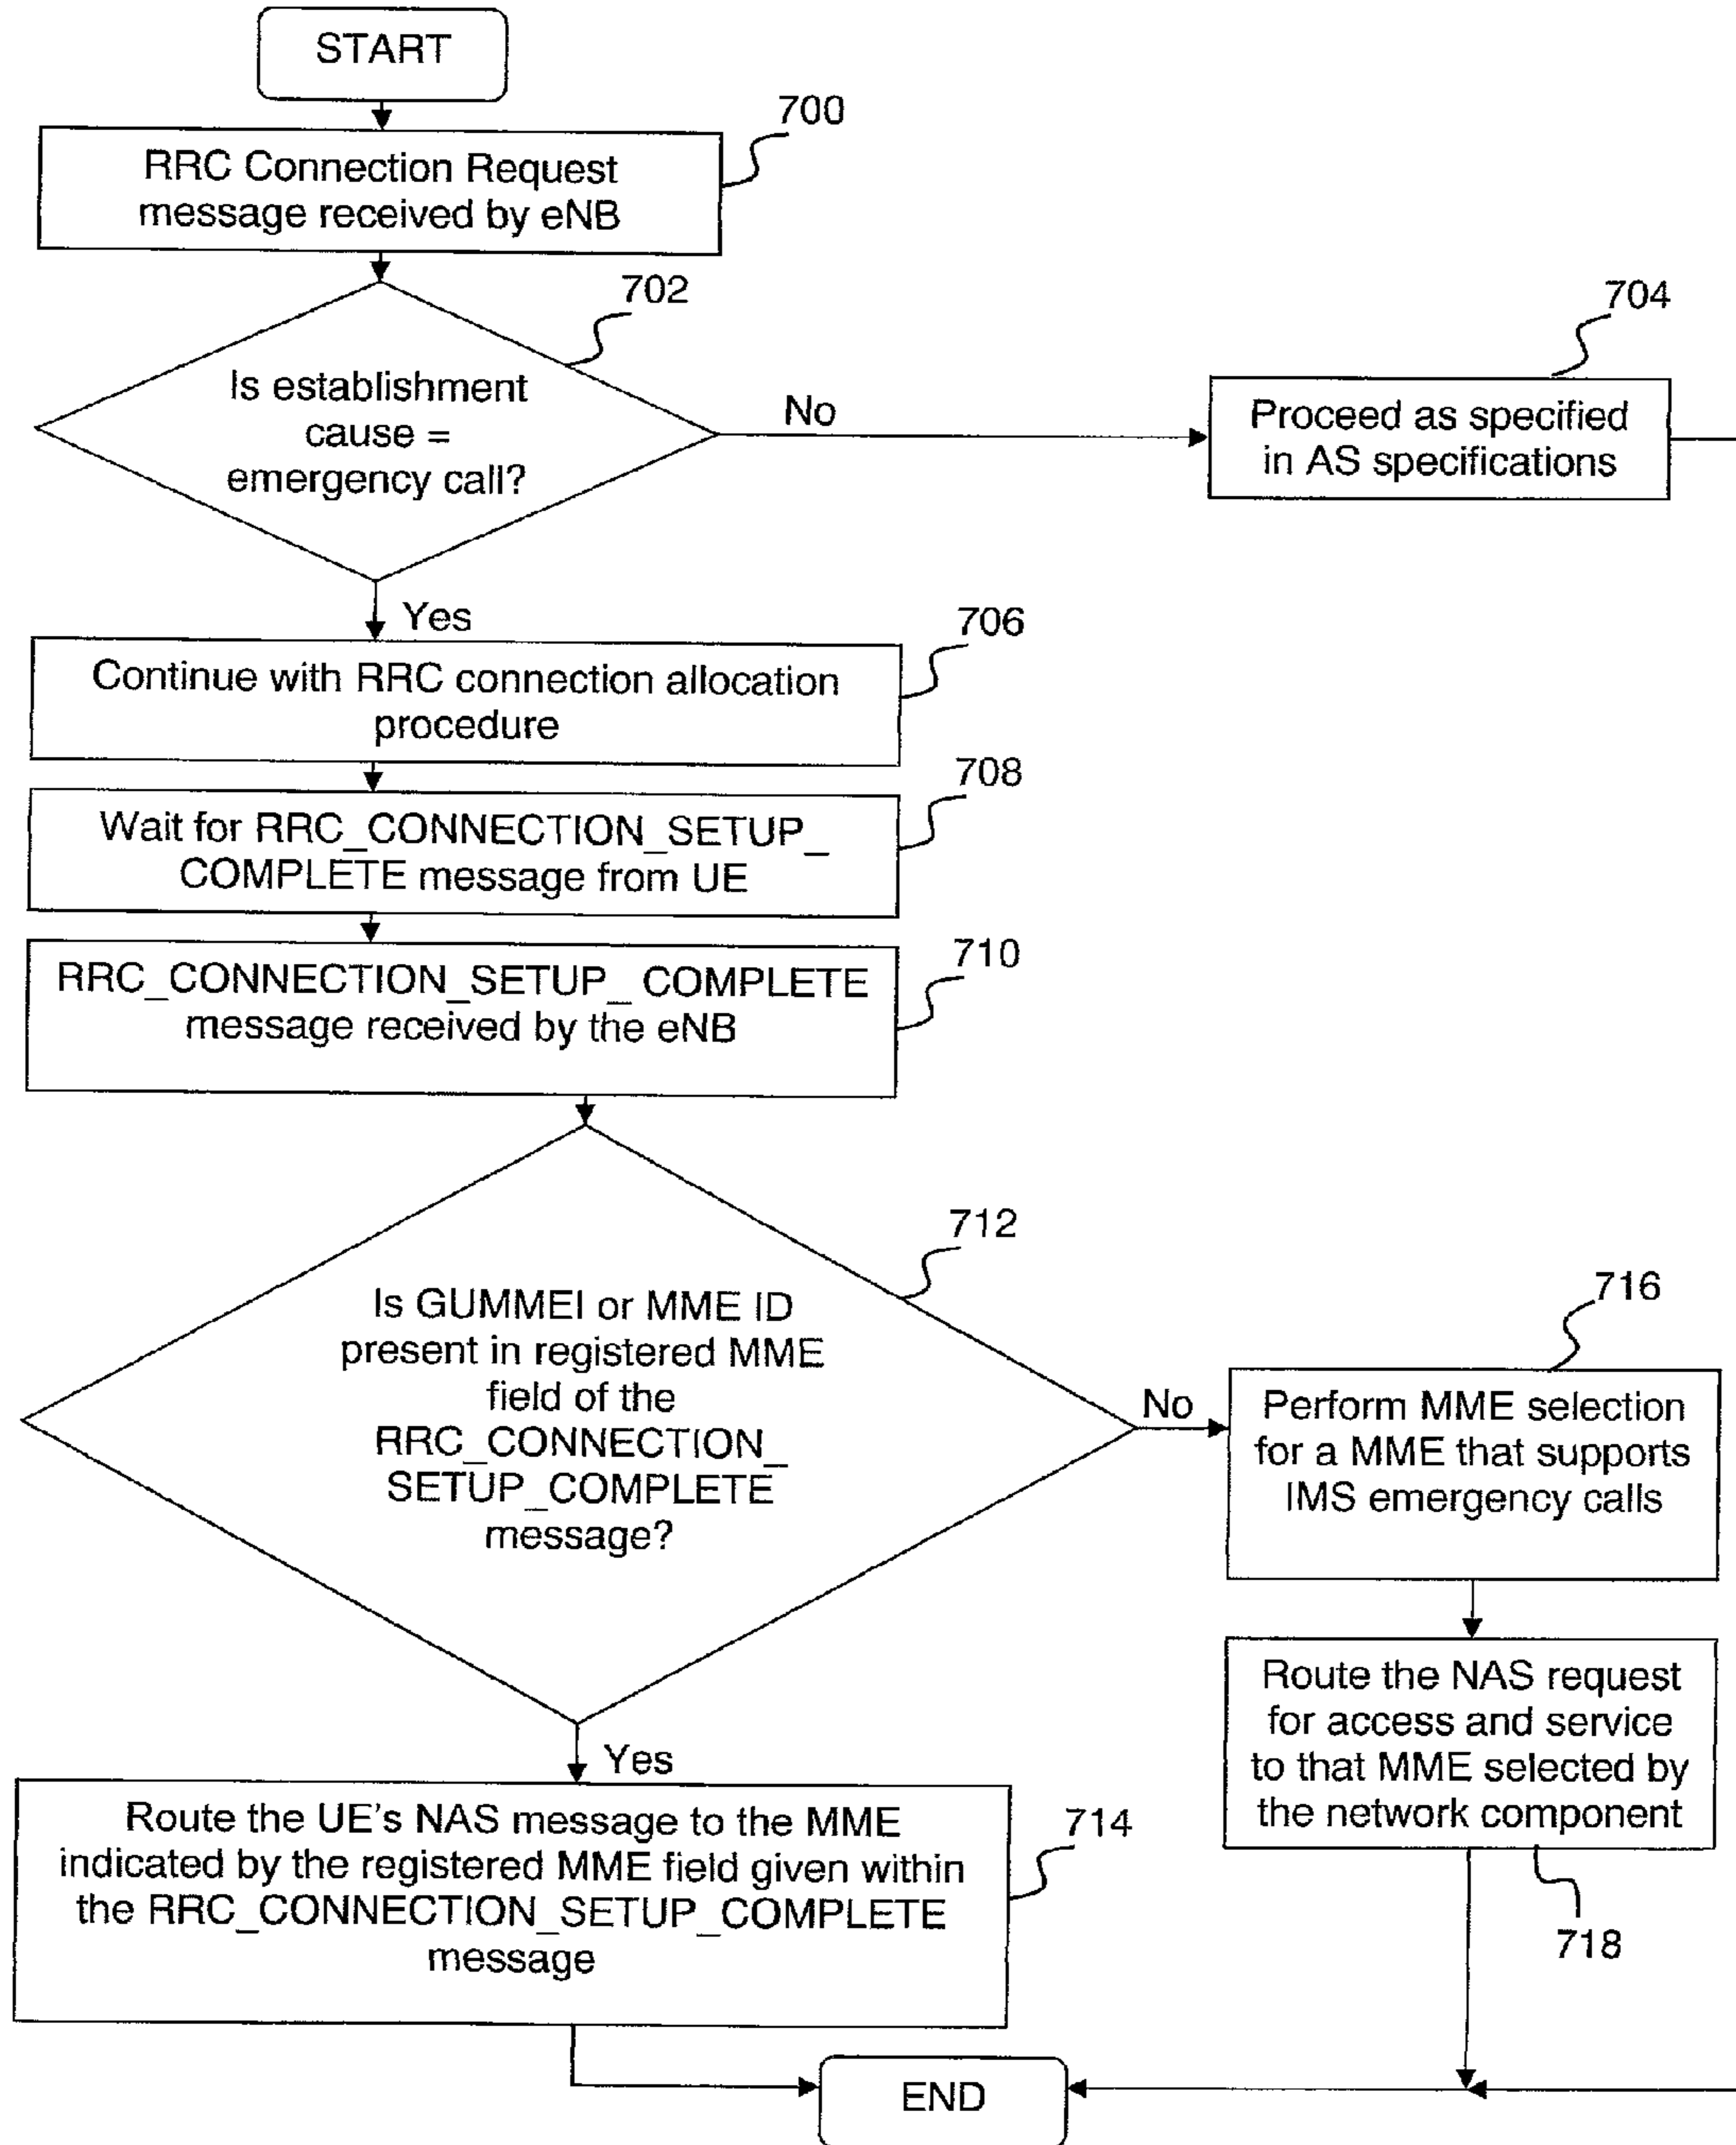 START
700
RRC Connection Request
message received by eNB
702
Is establishment
cause =
emergency call?
No
704
Proceed as specified
in AS specifications
Yes
706
Continue with RRC connection allocation
procedure
708
Wait for RRC_CONNECTION_SETUP_
COMPLETE message from UE
710
RRC_CONNECTION_SETUP_ COMPLETE
message received by the eNB
712
Is GUMMEI or MME ID
present in registered MME
field of the
RRC_CONNECTION_
SETUP_COMPLETE
message?
No
716
Perform MME selection
for a MME that supports
IMS emergency calls
Route the NAS request
for access and service
to that MME selected by
the network component
718
Yes
714
Route the UE's NAS message to the MME
indicated by the registered MME field given within
the RRC_CONNECTION_SETUP_COMPLETE
message
END